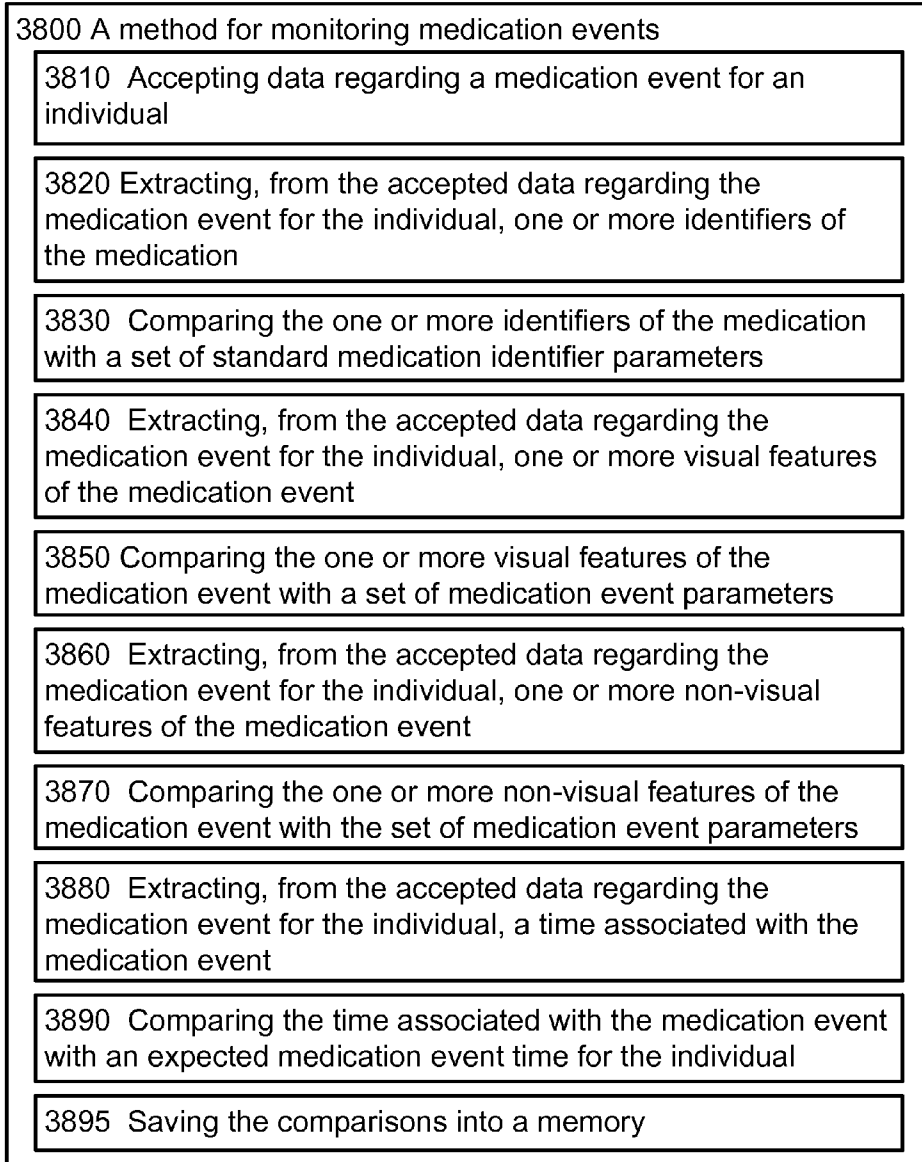 3800 A method for monitoring medication events
3810 Accepting data regarding a medication event for an
individual
3820 Extracting, from the accepted data regarding the
medication event for the individual, one or more identifiers of
the medication
3830 Comparing the one or more identifiers of the medication
with a set of standard medication identifier parameters
3840 Extracting, from the accepted data regarding the
medication event for the individual, one or more visual features
of the medication event
3850 Comparing the one or more visual features of the
medication event with a set of medication event parameters
3860 Extracting, from the accepted data regarding the
medication event for the individual, one or more non-visual
features of the medication event
3870 Comparing the one or more non-visual features of the
medication event with the set of medication event parameters
3880 Extracting, from the accepted data regarding the
medication event for the individual, a time associated with the
medication event
3890 Comparing the time associated with the medication event
with an expected medication event time for the individual
3895 Saving the comparisons into a memory